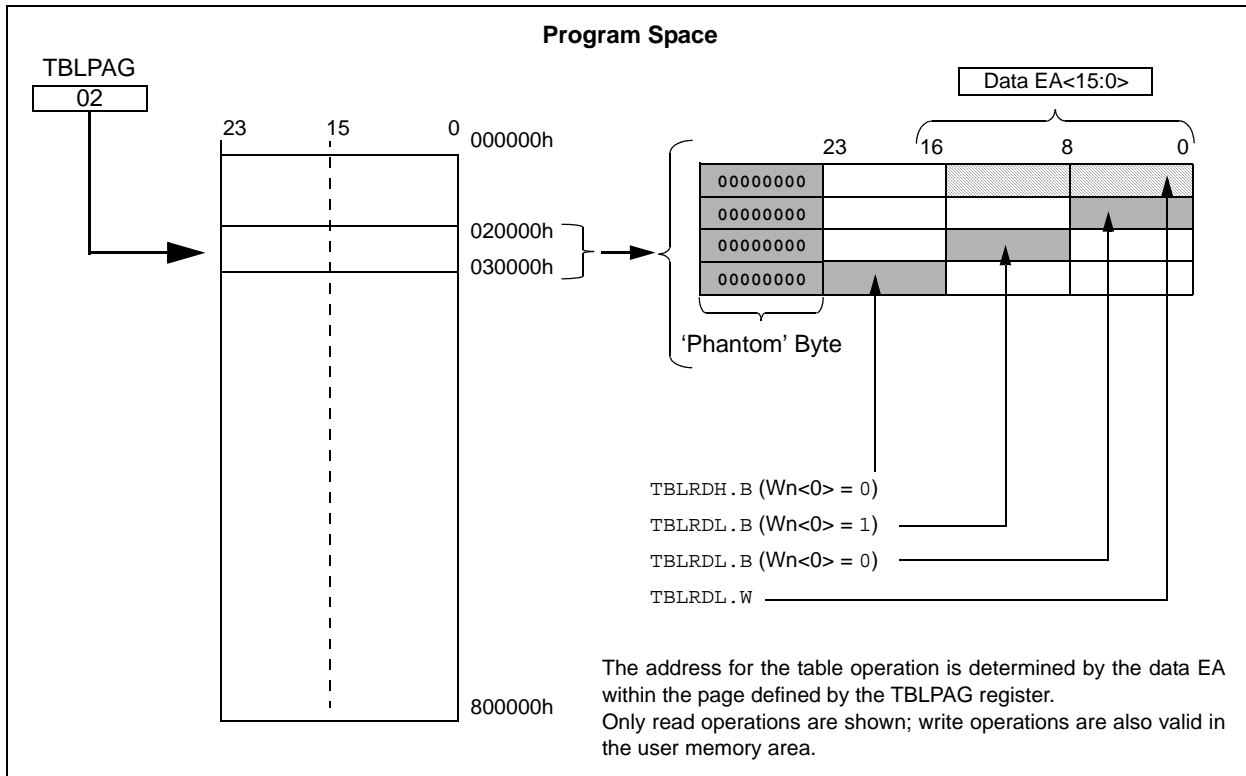 Program Space
TBLPAG
02
Data EA<15:0>
23 15 0
000000h
23 16 8 0
00000000
00000000
00000000
00000000
020000h
030000h
‘Phantom’ Byte
TBLRDH.B (Wn<0> = 0)
TBLRDL.B (Wn<0> = 1)
TBLRDL.B (Wn<0> = 0)
TBLRDL.W
800000h
The address for the table operation is determined by the data EA
within the page defined by the TBLPAG register.
Only read operations are shown; write operations are also valid in
the user memory area.